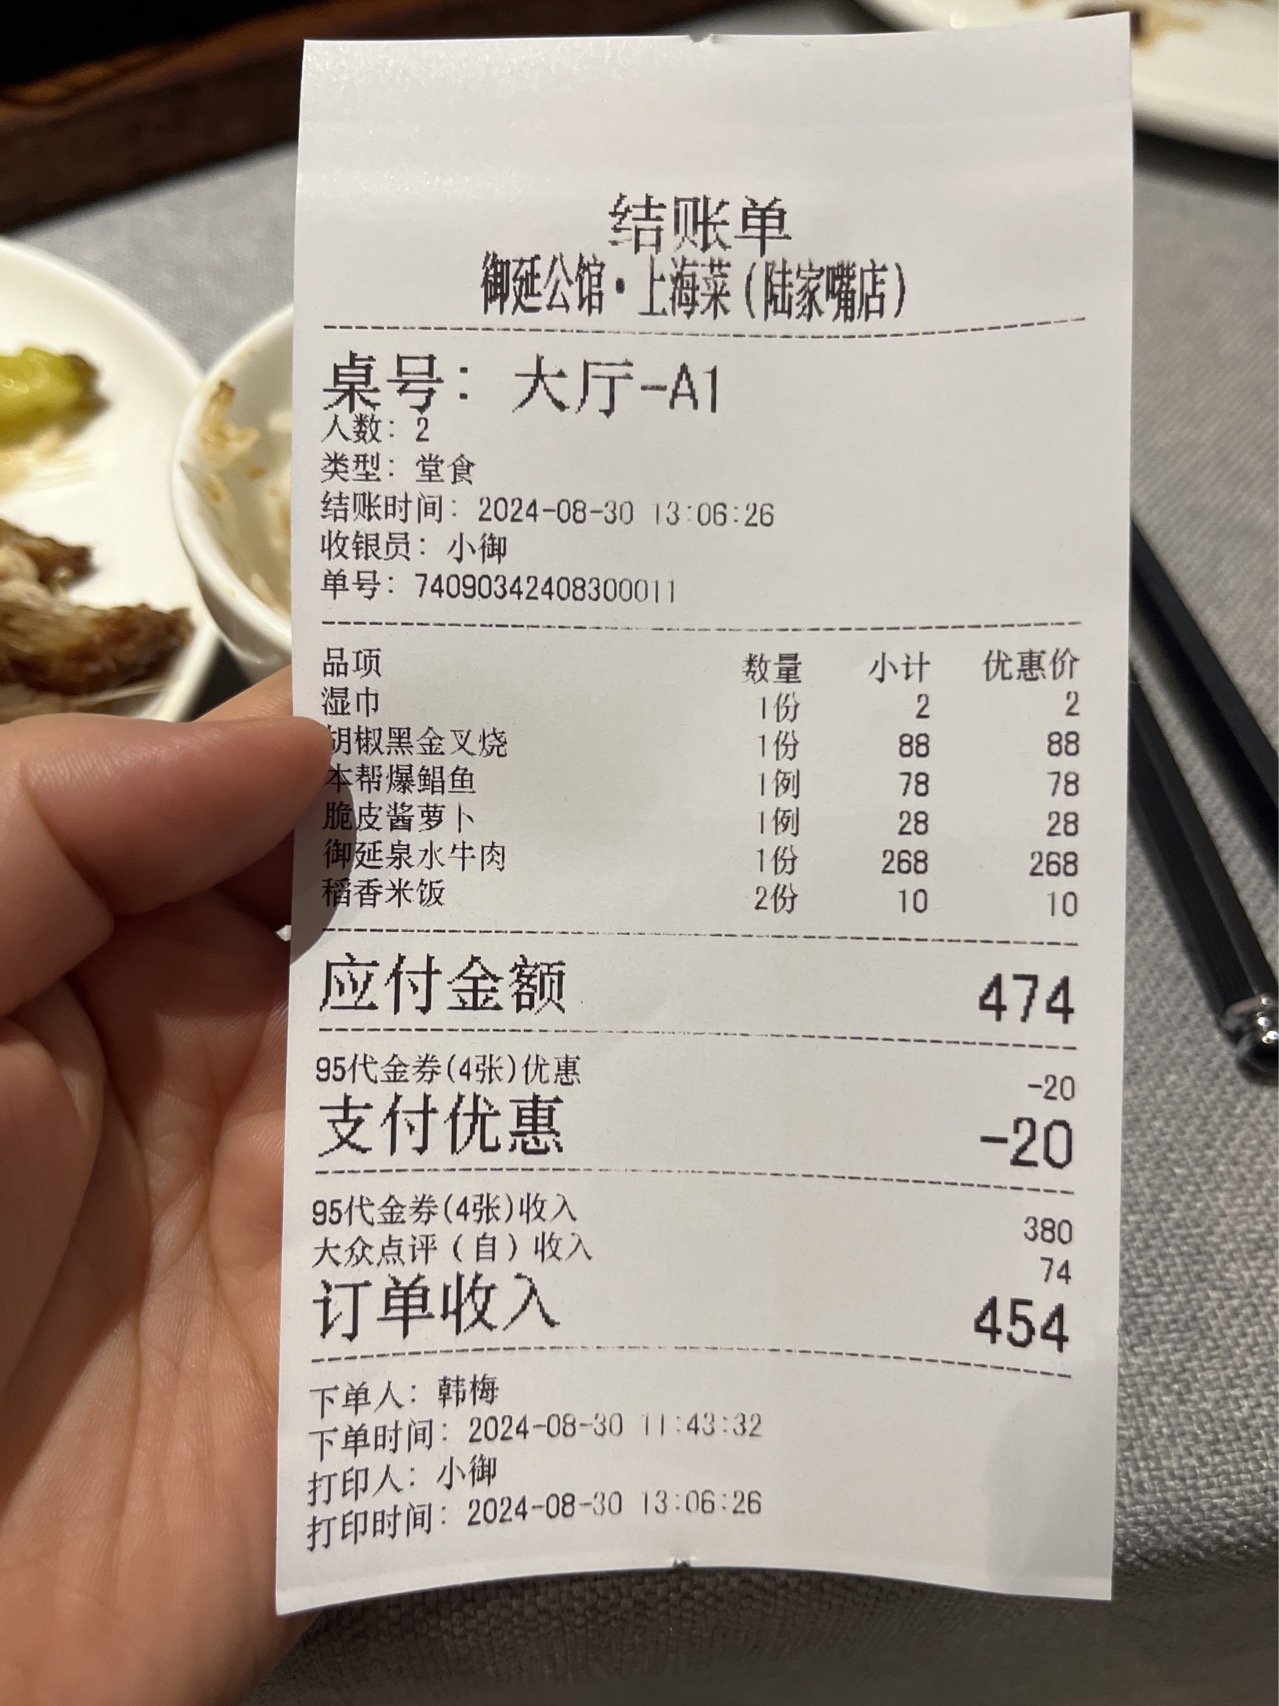 结账单
御延公馆·上海菜(陆家嘴店)
桌号: 大厅-A1
人数: 2
类型: 堂食
结账时间: 2024-08-30 13:06:26
收银员: 小御
单号: 74090342408300011
品项 数量 小计 优惠价
湿巾 1份 2 2
胡椒黑金叉烧 1份 88 88
本帮爆鲳鱼 1例 78 78
脆皮酱萝卜 1例 28 28
御延泉水牛肉 1份 268 268
稻香米饭 2份 10 10
应付金额 474
95代金券(4张)优惠 -20
支付优惠 -20
95代金券(4张)收入 380
大众点评(自)收入 74
订单收入 454
下单人: 韩梅
下单时间: 2024-08-30 11:43:32
打印人: 小御
打印时间: 2024-08-30 13:06:26